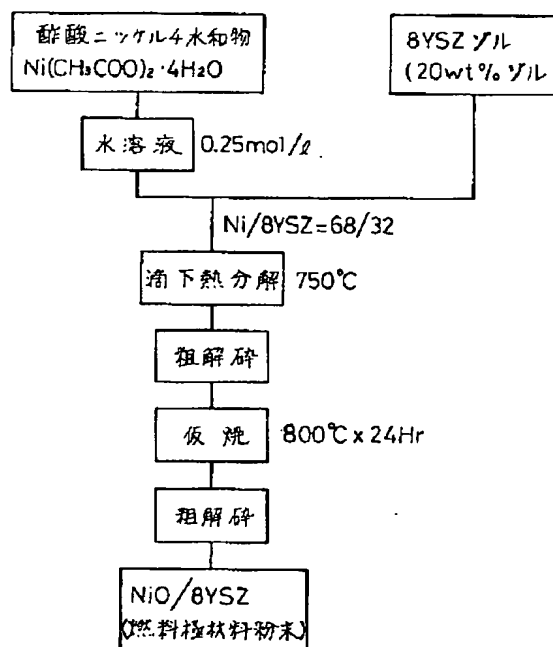 酢酸ニッケル4水和物
Ni(CH3COO)2・4H2O
8YSZ ゾル
(20wt% ゾル
水溶液 0.25mol/ℓ
Ni/8YSZ=68/32
滴下熱分解 750℃
粗解砕
仮焼 800℃ x 24Hr
粗解砕
NiO/8YSZ
(燃料極材料粉末)